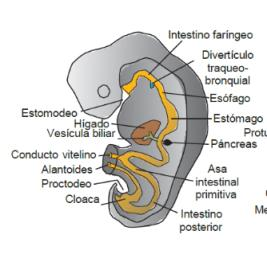 Intestino faríngeo
Divertículo
traqueo-
bronquial
Esófago
Estomodeo
Estómago
Hígado
Vesícula biliar
Páncreas
Conducto vitelino
Asa
intestinal
primitiva
Alantoides
Proctodeo
Cloaca
Intestino
posterior